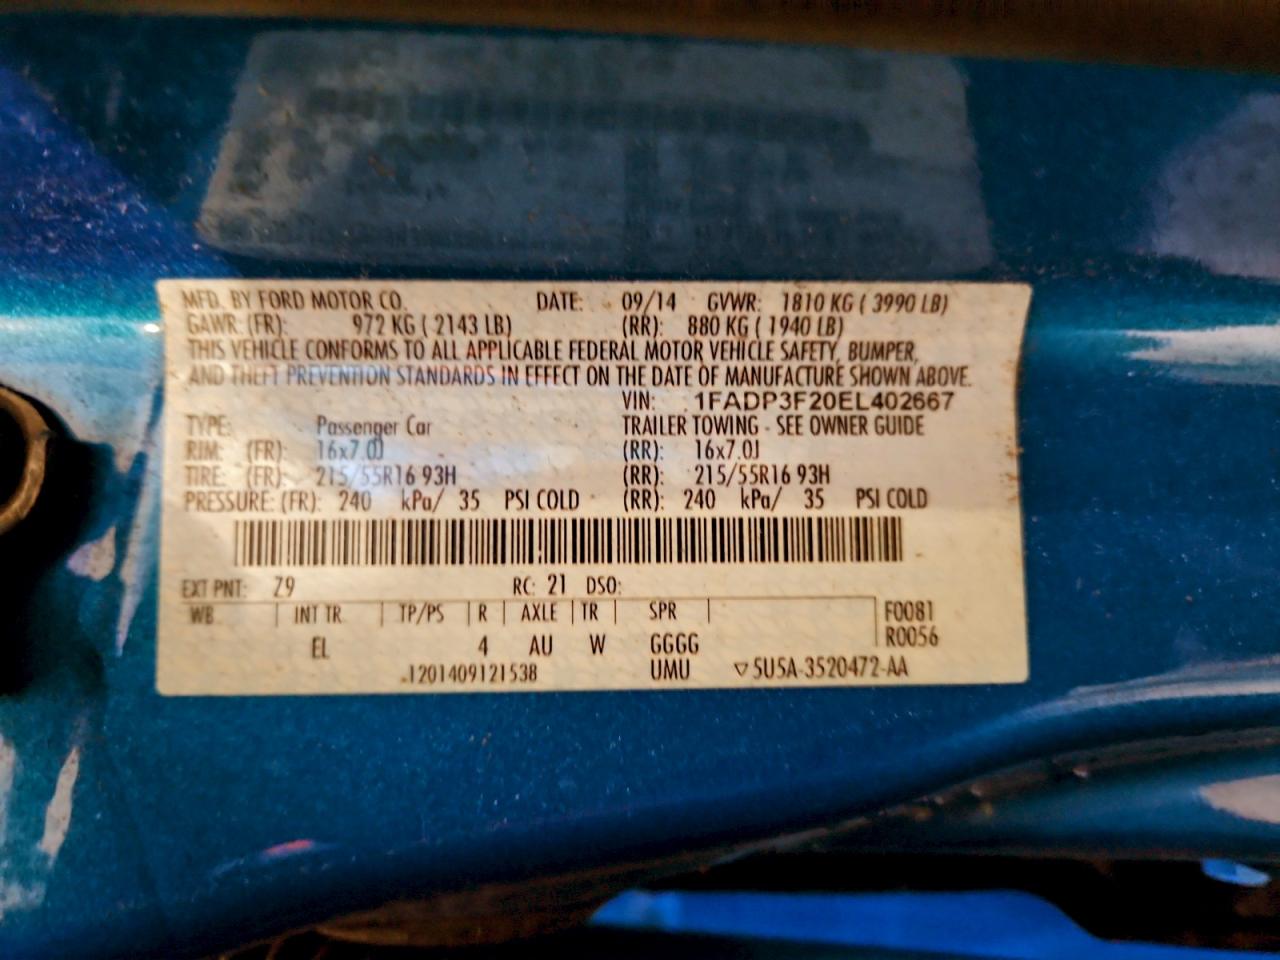 MFD. BY FORD MOTOR CO. DATE: 09/14 GVWR: 1810 KG ( 3990 LB)
GAWR: (FR): 972 KG ( 2143 LB) (RR): 880 KG ( 1940 LB)
THIS VEHICLE CONFORMS TO ALL APPLICABLE FEDERAL MOTOR VEHICLE SAFETY, BUMPER,
AND THEFT PREVENTION STANDARDS IN EFFECT ON THE DATE OF MANUFACTURE SHOWN ABOVE.
VIN: 1FADP3F20EL402667
TYPE: Passenger Car TRAILER TOWING - SEE OWNER GUIDE
RIM: (FR): 16x7.0J (RR): 16x7.0J
TIRE: (FR): 215/55R16 93H (RR): 215/55R16 93H
PRESSURE: (FR): 240 kPa/ 35 PSI COLD (RR): 240 kPa/ 35 PSI COLD
EXT PNT: Z9 RC: 21 DSO:
WB INT TR TP/PS R AXLE TR SPR F0081
EL 4 AU W GGGG R0056
.1201409121538 UMU ▽5U5A-3520472-AA